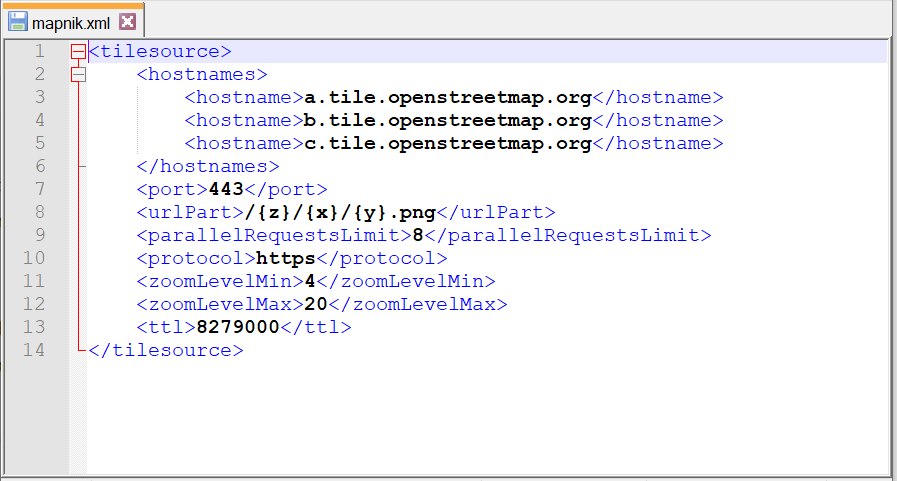 mapnik.xml
1 <tilesource>
2 <hostnames>
3 <hostname>a.tile.openstreetmap.org</hostname>
4 <hostname>b.tile.openstreetmap.org</hostname>
5 <hostname>c.tile.openstreetmap.org</hostname>
6 </hostnames>
7 <port>443</port>
8 <urlPart>/{z}/{x}/{y}.png</urlPart>
9 <parallelRequestsLimit>8</parallelRequestsLimit>
10 <protocol>https</protocol>
11 <zoomLevelMin>4</zoomLevelMin>
12 <zoomLevelMax>20</zoomLevelMax>
13 <ttl>8279000</ttl>
14 </tilesource>